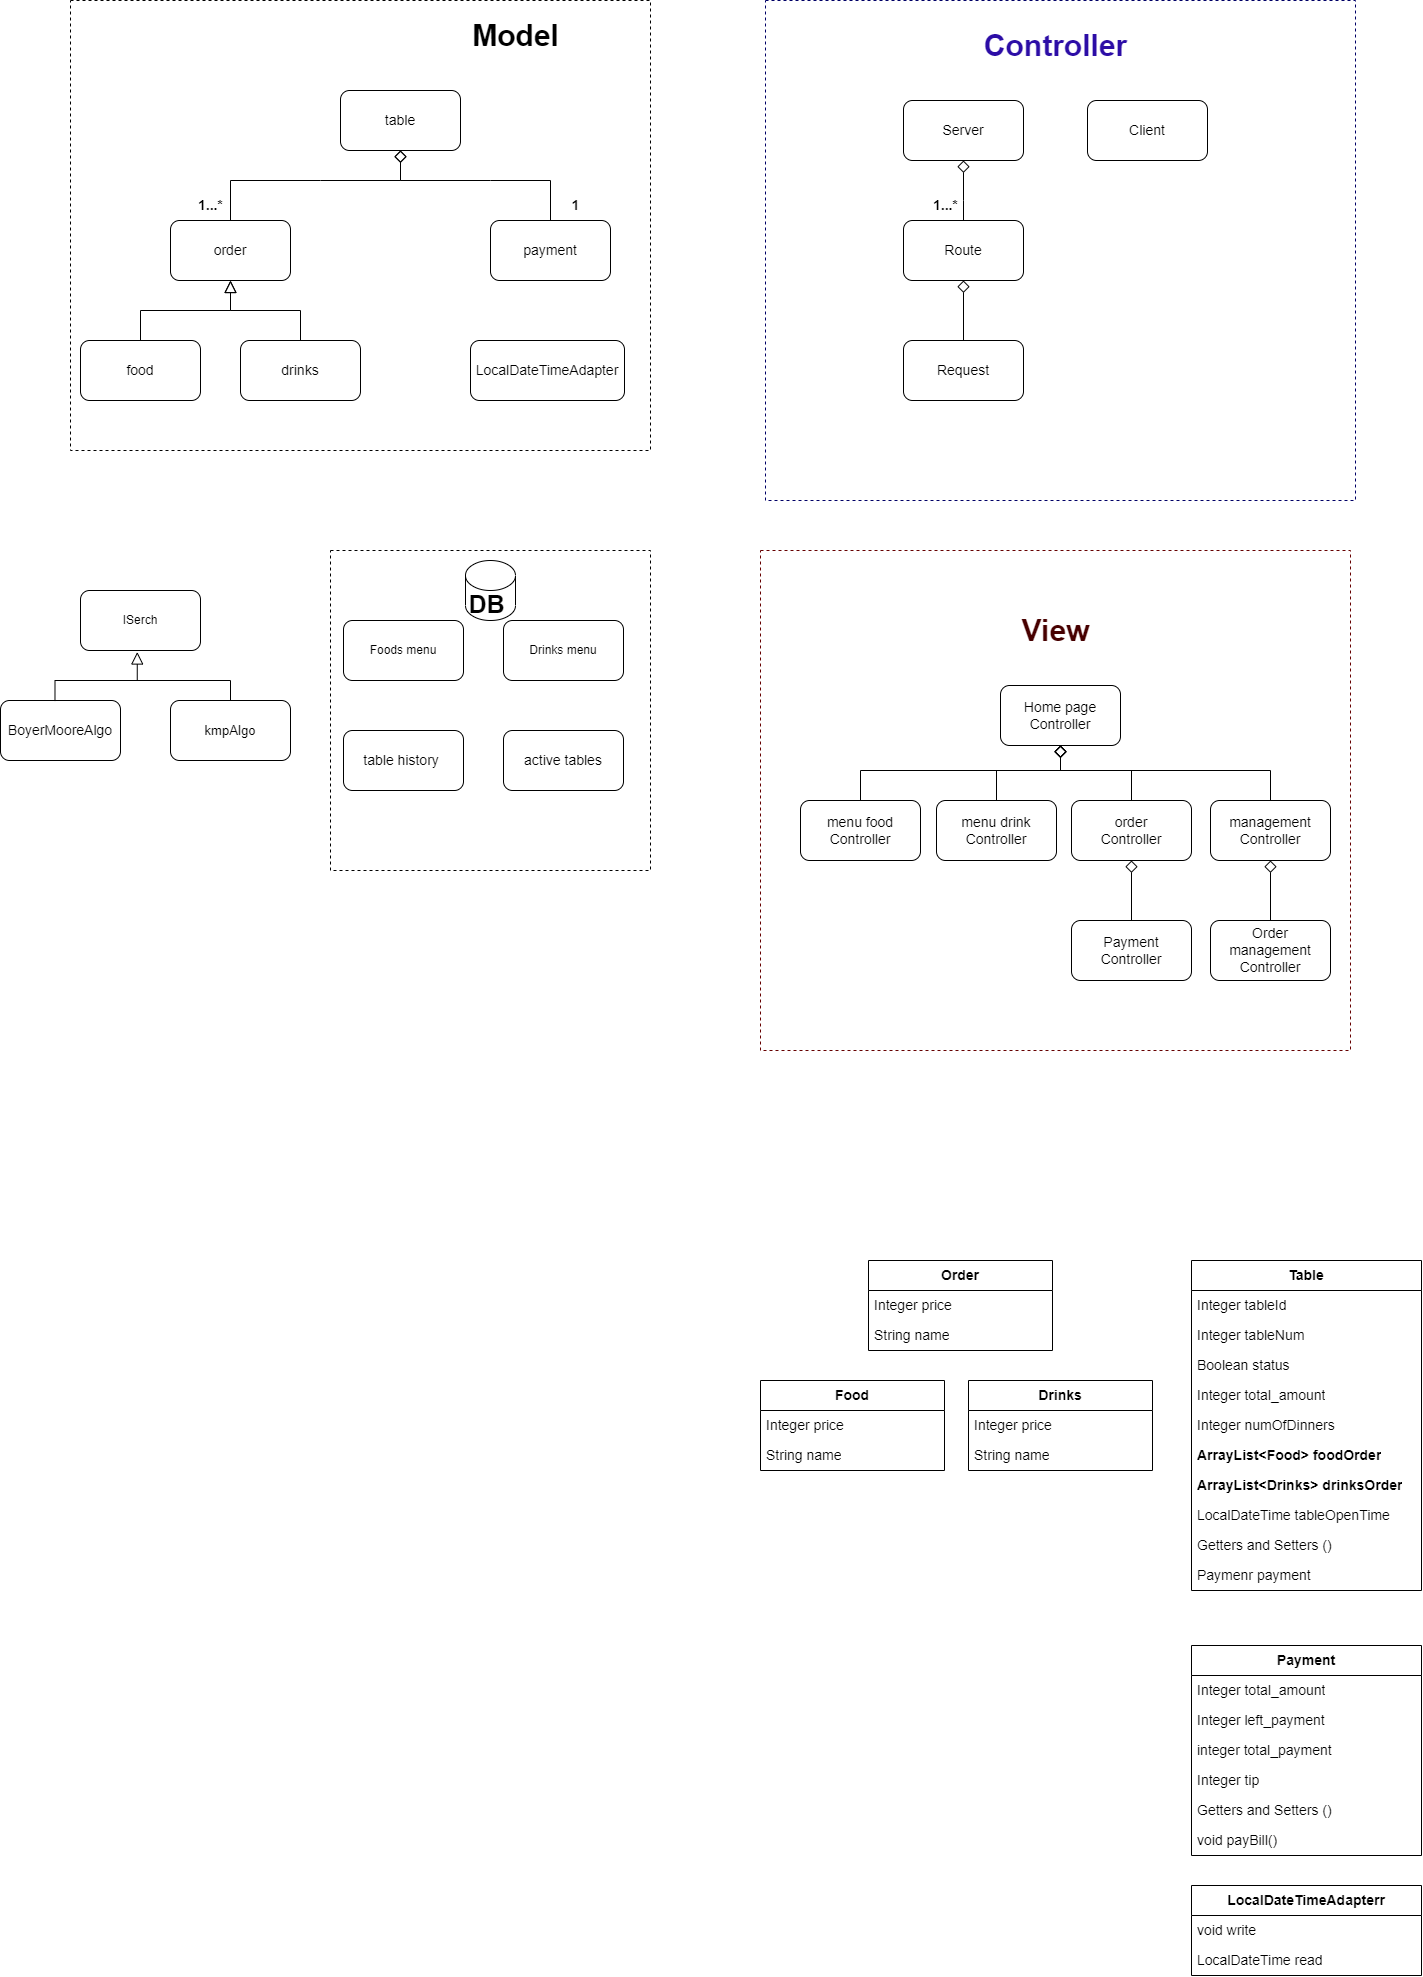 Model
table
1...*
1
order
payment
food
drinks
LocalDateTimeAdapter
Controller
Server
Client
1...*
Route
Request
ISerch
BoyerMooreAlgo
kmpAlgo
DB
Foods menu
Drinks menu
table history
active tables
View
Home page
Controller
menu food
Controller
menu drink
Controller
order
Controller
management
Controller
Payment
Controller
Order
management
Controller
Order
Integer price
String name
Food
Integer price
String name
Drinks
Integer price
String name
Table
Integer tableId
Integer tableNum
Boolean status
Integer total_amount
Integer numOfDinners
ArrayList<Food> foodOrder
ArrayList<Drinks> drinksOrder
LocalDateTime tableOpenTime
Getters and Setters ()
Paymenr payment
Payment
Integer total_amount
Integer left_payment
integer total_payment
Integer tip
Getters and Setters ()
void payBill()
LocalDateTimeAdapterr
void write
LocalDateTime read